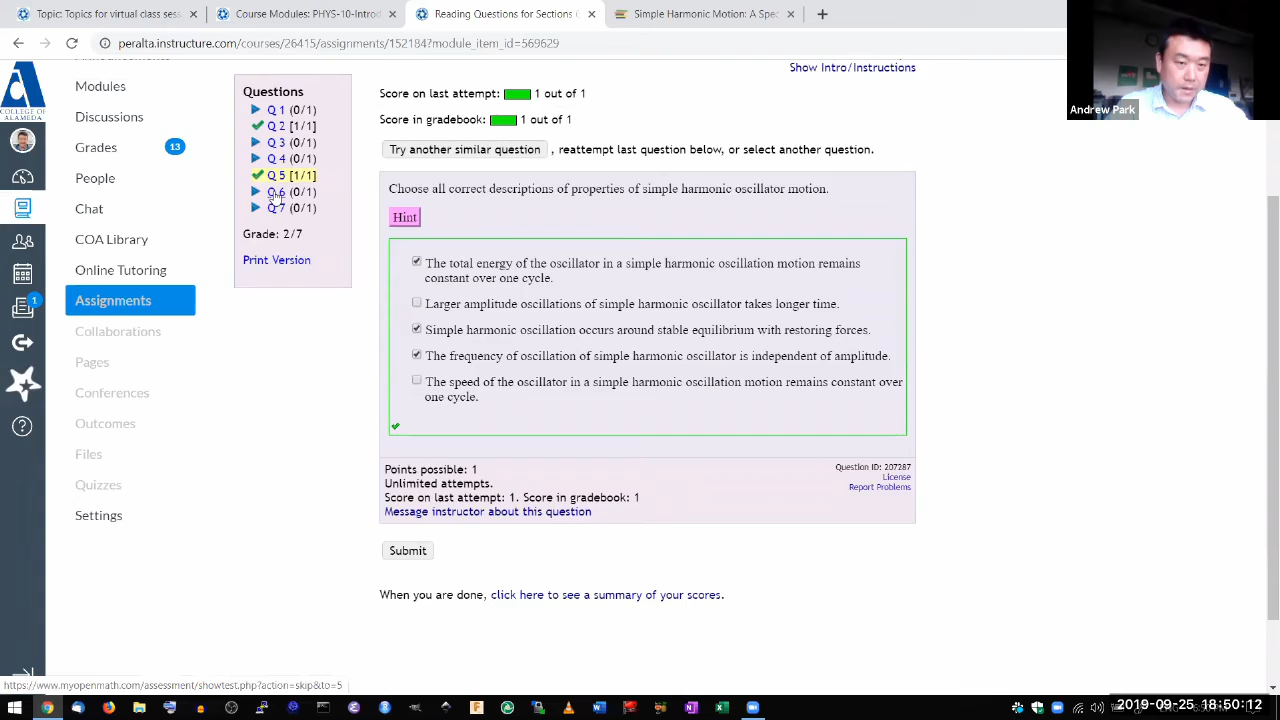 Topic: Topics for virtual class sess
Course Modules: PHYS-10-Introd
Reading Questions for Sections 6
Simple Harmonic Motion: A Spec
peralta.instructure.com/courses/26415/assignments/152184?module_item_id=569629
Andrew Park
COLLEGE OF
ALAMEDA
Modules
Discussions
Grades
13
People
Chat
COA Library
Online Tutoring
Assignments
1
Collaborations
Pages
Conferences
Outcomes
Files
Quizzes
Settings
Questions
Q 1 (0/1)
Q 2 [1/1]
Q 3 (0/1)
Q 4 (0/1)
Q 5 [1/1]
Q 6 (0/1)
Q 7 (0/1)
Grade: 2/7
Print Version
Show Intro/Instructions
Score on last attempt: 1 out of 1
Score in gradebook: 1 out of 1
Try another similar question , reattempt last question below, or select another question.
Choose all correct descriptions of properties of simple harmonic oscillator motion.
Hint
The total energy of the oscillator in a simple harmonic oscillation motion remains
constant over one cycle.
Larger amplitude oscillations of simple harmonic oscillator takes longer time.
Simple harmonic oscillation occurs around stable equilibrium with restoring forces.
The frequency of oscillation of simple harmonic oscillator is independent of amplitude.
The speed of the oscillator in a simple harmonic oscillation motion remains constant over
one cycle.
Points possible: 1
Unlimited attempts.
Score on last attempt: 1. Score in gradebook: 1
Message instructor about this question
Question ID: 207287
License
Report Problems
Submit
When you are done, click here to see a summary of your scores.
https://www.myopenmath.com/assessment/showtest.php?action=skip&to=5
2019-09-25 18:50:12